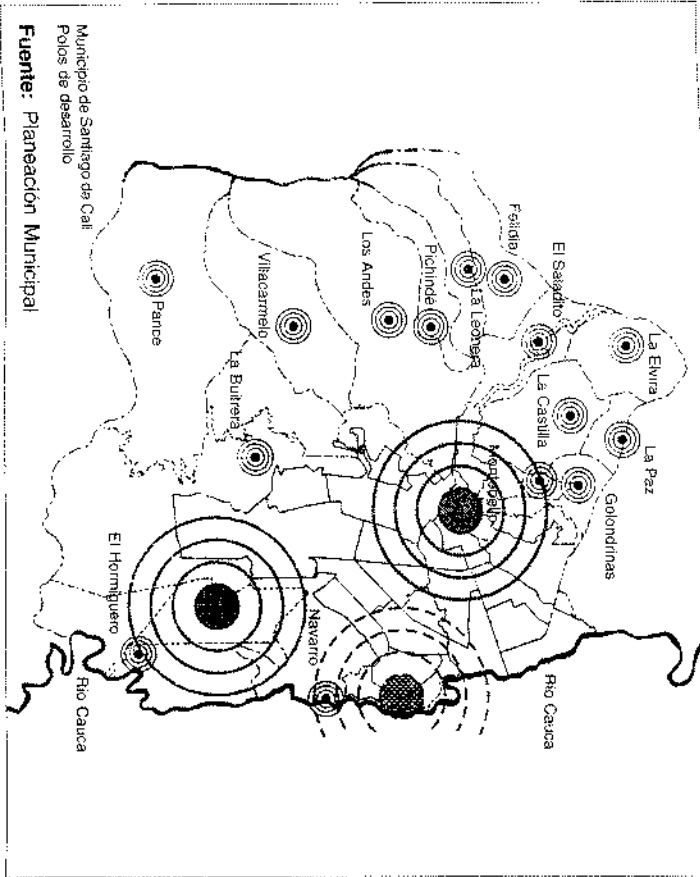 La Elvira
La Paz
El Saladito
La Castilla
Golondrinas
Felidia
La Leonera
Montebello
Pichindé
Los Andes
Río Cauca
Villacarmelo
Navarro
La Buitrera
Pance
El Hormiguero
Río Cauca
Municipio de Santiago de Cali
Polos de desarrollo
Fuente: Planeación Municipal